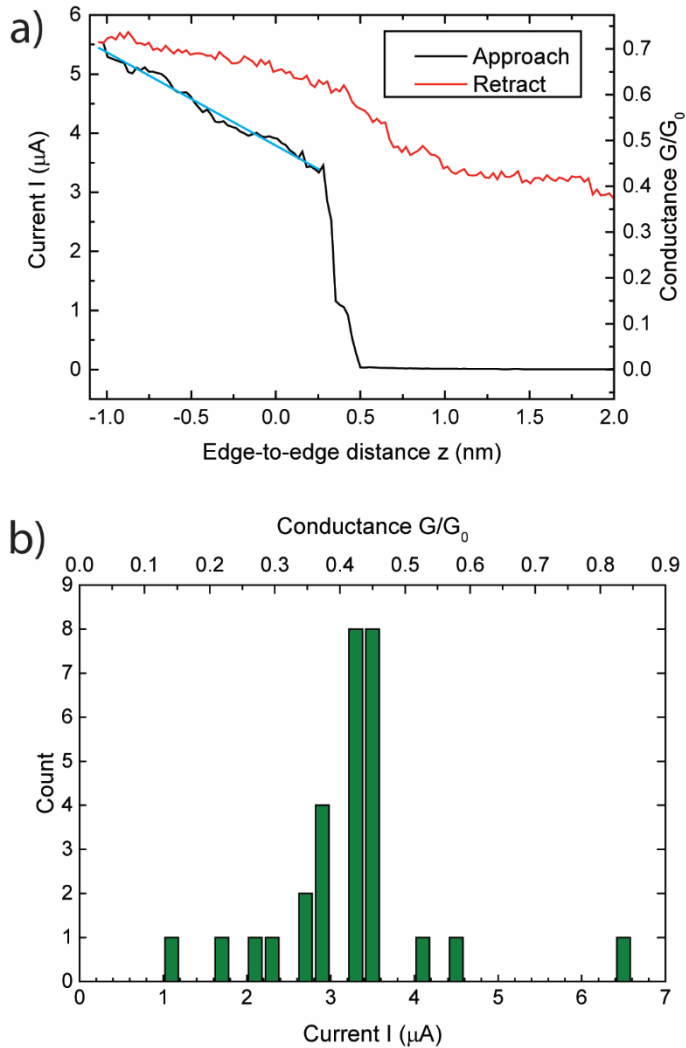 a)
Approach
Retract
6
5
4
3
2
1
0
Current I (μA)
0.7
0.6
0.5
0.4
0.3
0.2
0.1
0.0
Conductance G/G0
-1.0 -0.5 0.0 0.5 1.0 1.5 2.0
Edge-to-edge distance z (nm)
b)
Conductance G/G0
0.0 0.1 0.2 0.3 0.4 0.5 0.6 0.7 0.8 0.9
9
8
7
6
5
4
3
2
1
0
Count
0 1 2 3 4 5 6 7
Current I (μA)